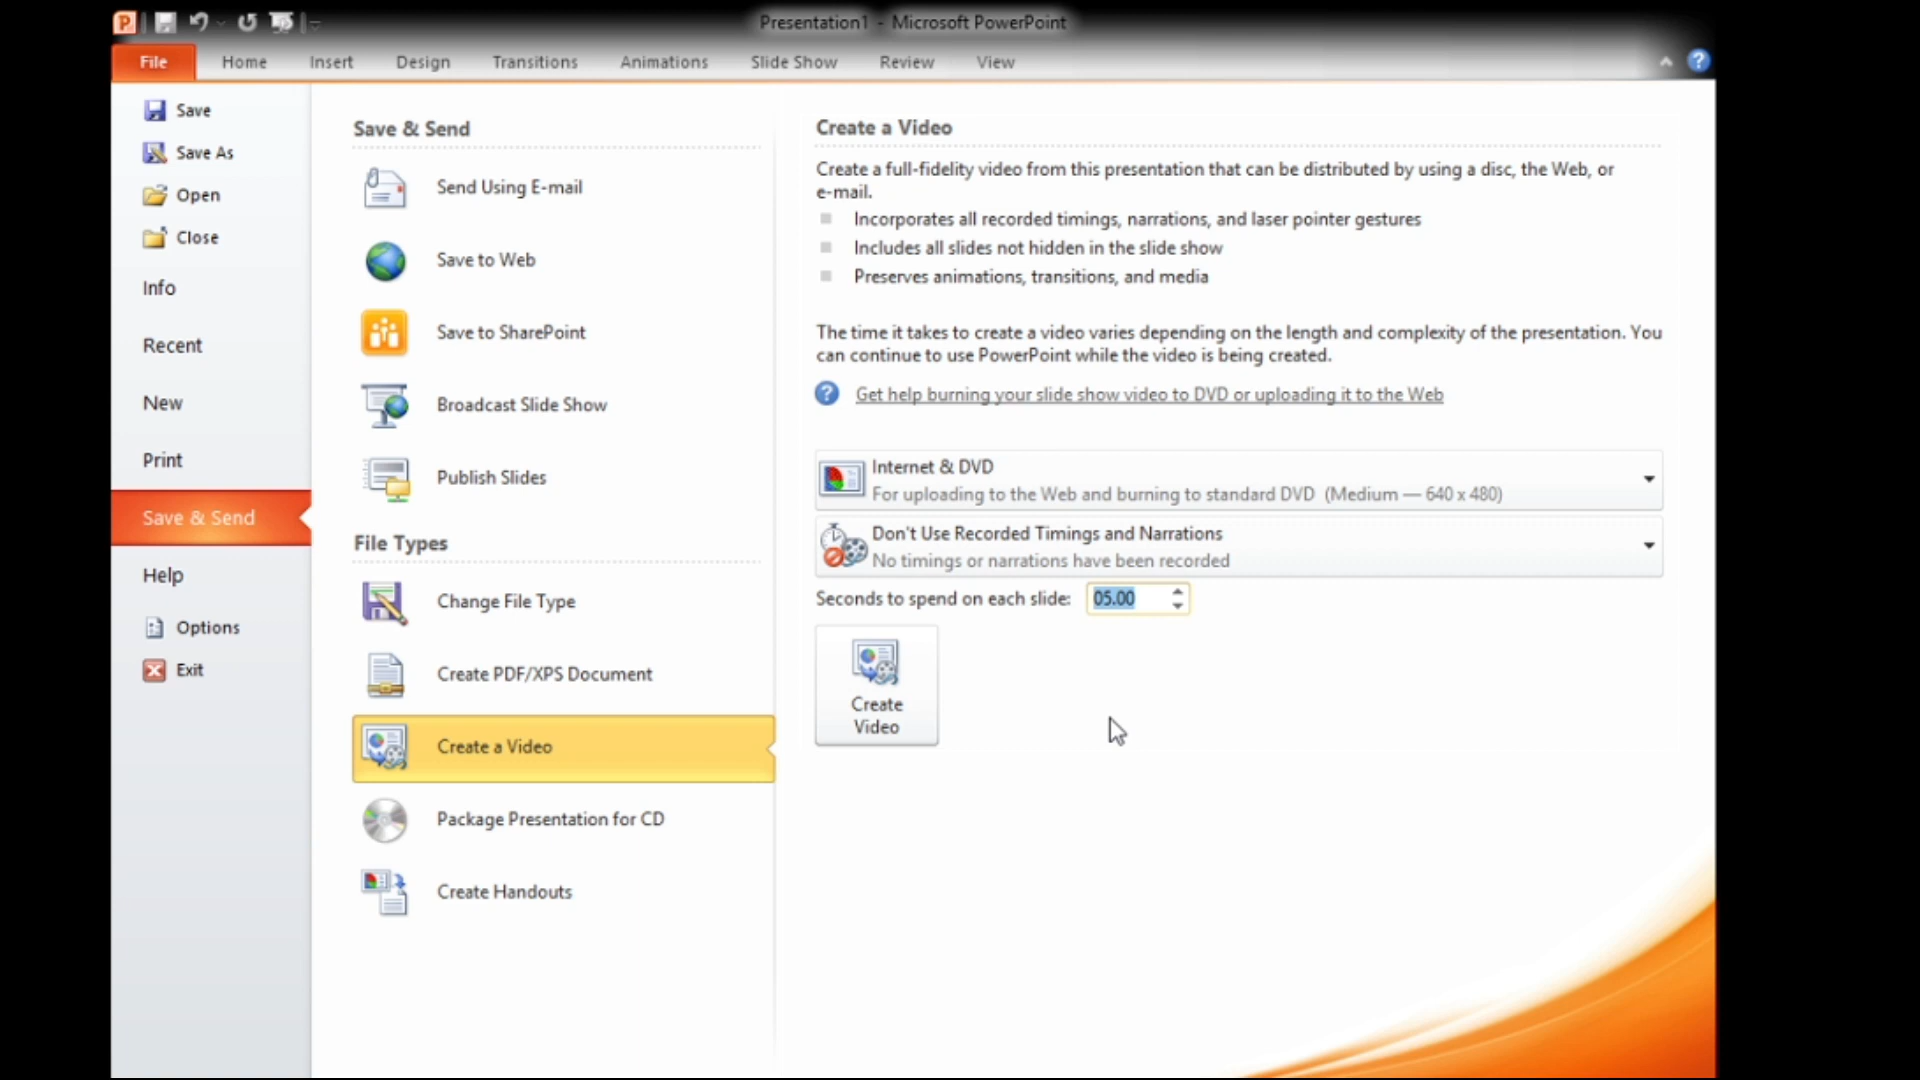 Presentation1 - Microsoft PowerPoint
File Home Insert Design Transitions Animations Slide Show Review View
Save
Save As
Open
Close
Info
Recent
New
Print
Save & Send
Help
Options
Exit
Save & Send
Send Using E-mail
Save to Web
Save to SharePoint
Broadcast Slide Show
Publish Slides
File Types
Change File Type
Create PDF/XPS Document
Create a Video
Package Presentation for CD
Create Handouts
Create a Video
Create a full-fidelity video from this presentation that can be distributed by using a disc, the Web, or
e-mail.
Incorporates all recorded timings, narrations, and laser pointer gestures
Includes all slides not hidden in the slide show
Preserves animations, transitions, and media
The time it takes to create a video varies depending on the length and complexity of the presentation. You
can continue to use PowerPoint while the video is being created.
Get help burning your slide show video to DVD or uploading it to the Web
Internet & DVD
For uploading to the Web and burning to standard DVD (Medium — 640 x 480)
Don't Use Recorded Timings and Narrations
No timings or narrations have been recorded
Seconds to spend on each slide: 05.00
Create
Video